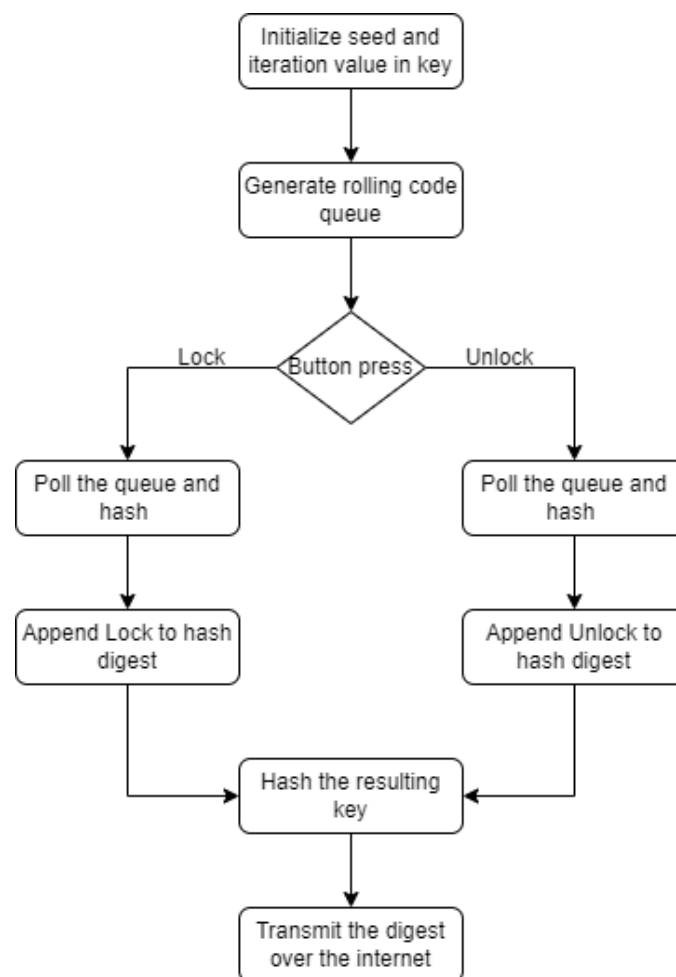 Initialize seed and
iteration value in key
Generate rolling code
queue
Lock
Button press
Unlock
Poll the queue and
hash
Poll the queue and
hash
Append Lock to hash
digest
Append Unlock to
hash digest
Hash the resulting
key
Transmit the digest
over the internet